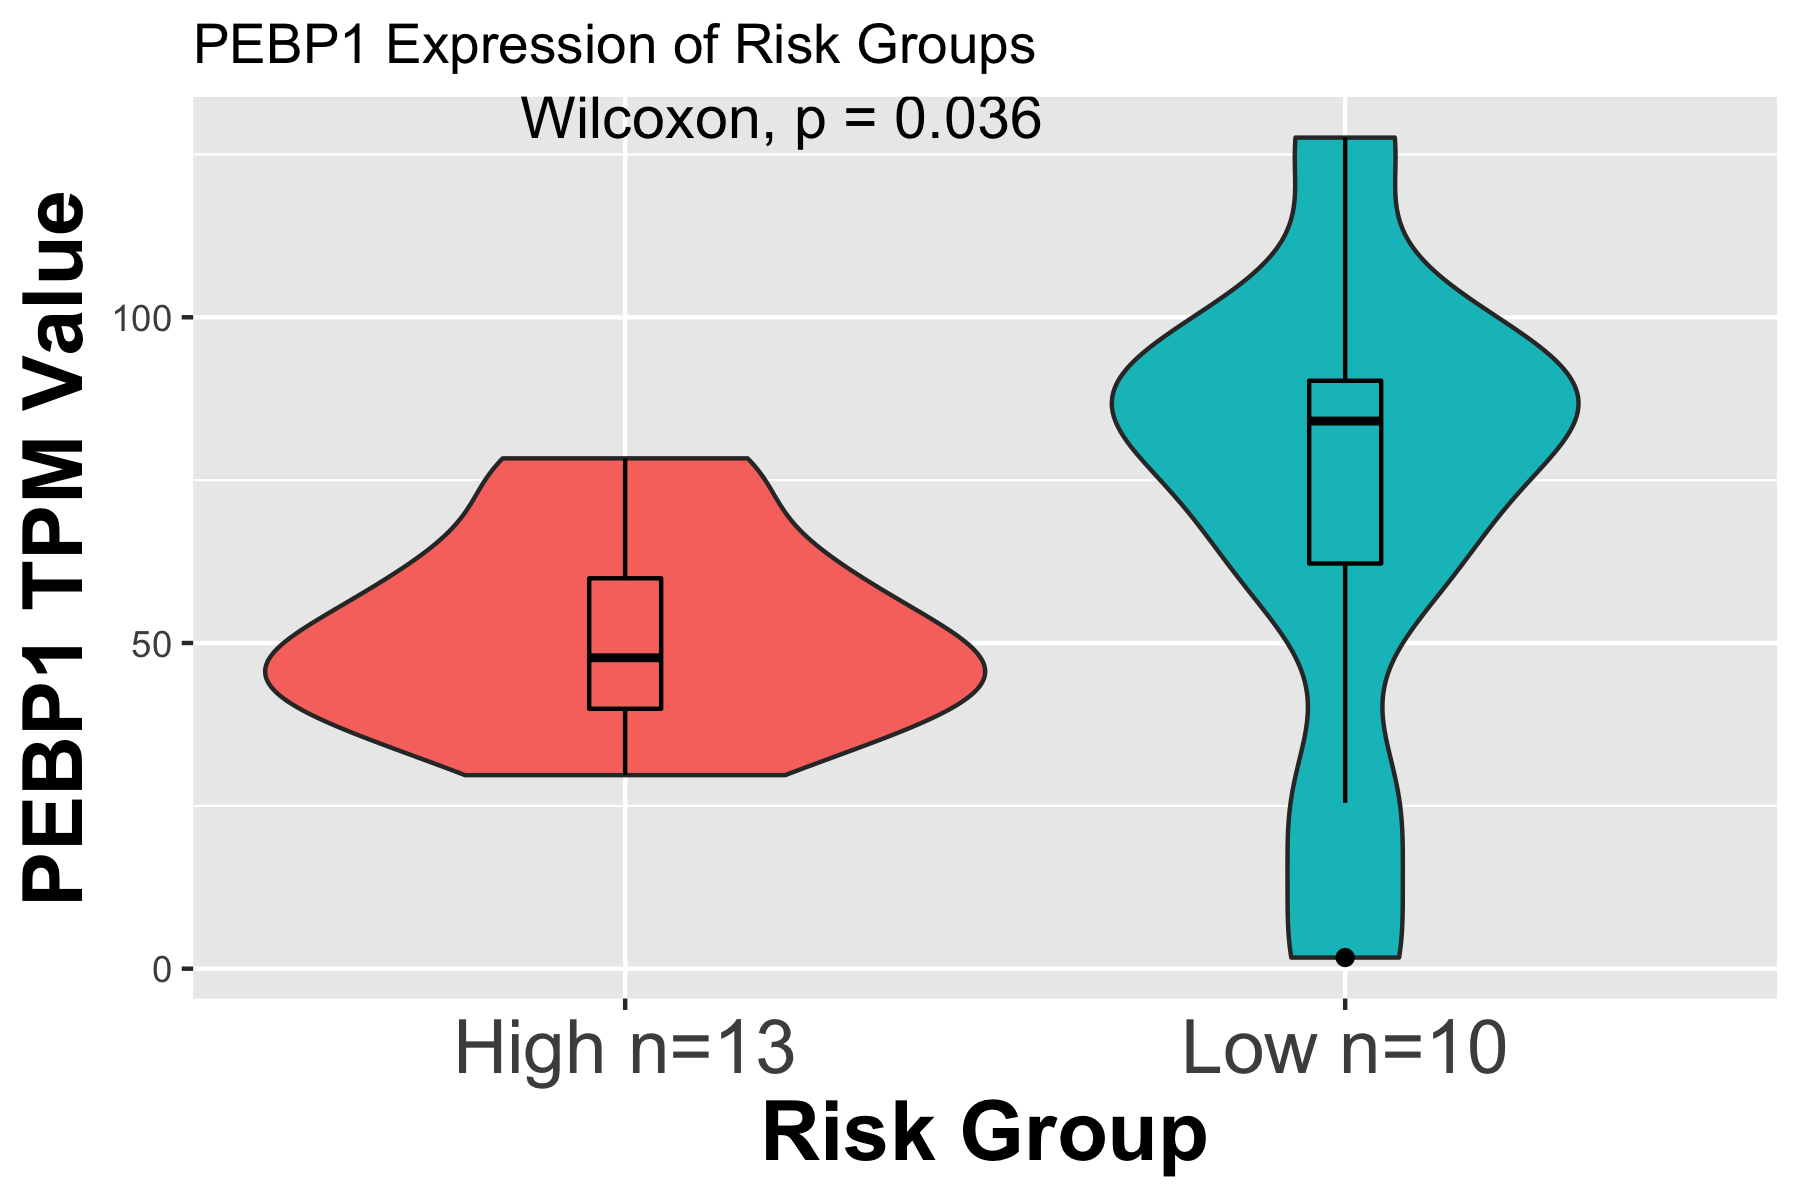 PEBP1 Expression of Risk Groups
Wilcoxon, p = 0.036
PEBP1 TPM Value
100
50
0
High n=13
Low n=10
Risk Group